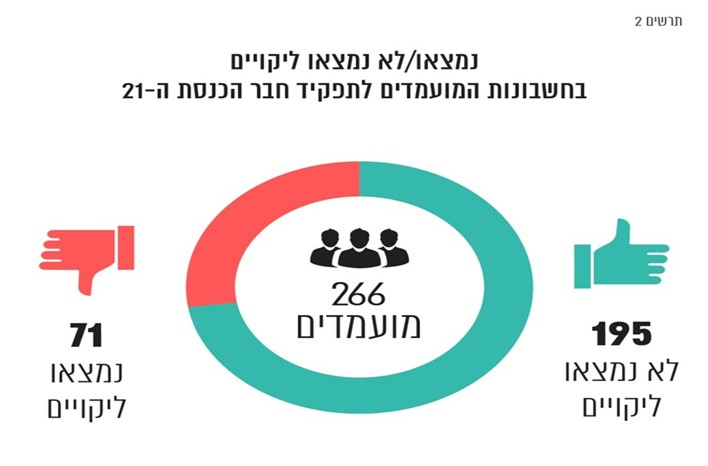 תרשים 2
נמצאו/לא נמצאו ליקויים
בחשבונות המועמדים לתפקיד חבר הכנסת ה-21
266
מועמדים
195
לא נמצאו
ליקויים
71
נמצאו
ליקויים